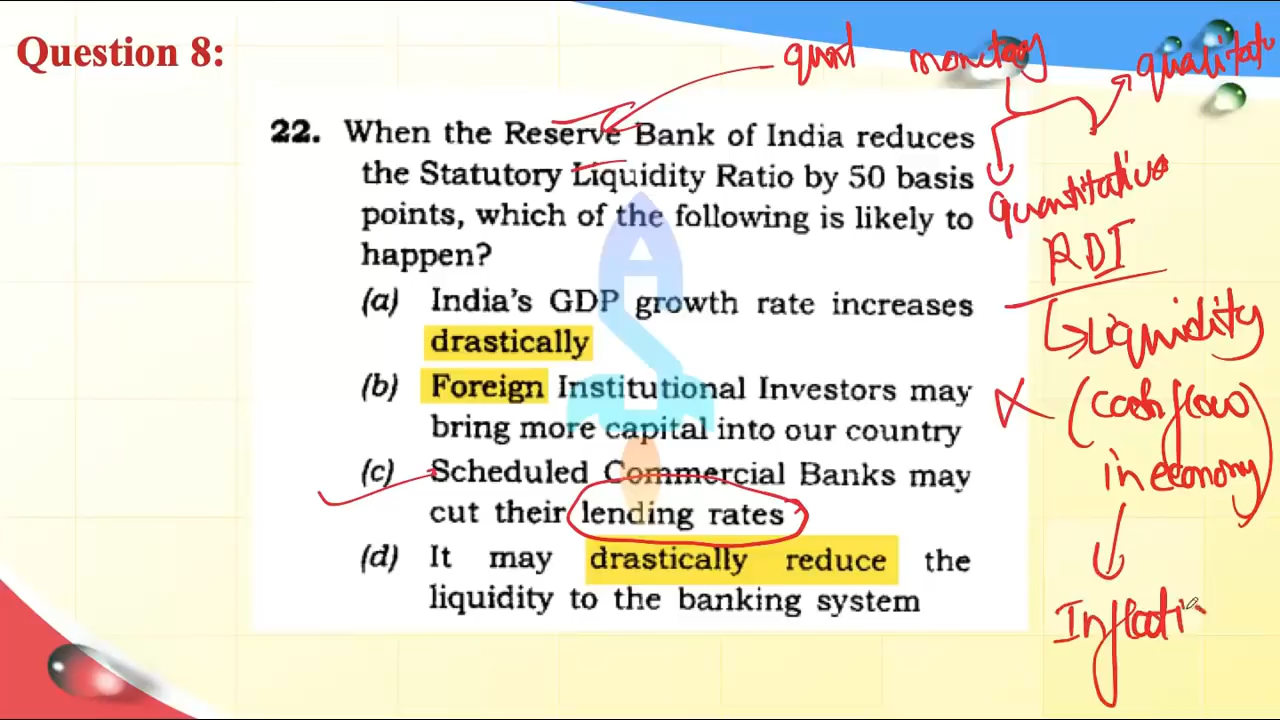 Question 8:
quant monetary qualitati
22. When the Reserve Bank of India reduces
the Statutory Liquidity Ratio by 50 basis
points, which of the following is likely to
happen?
(a) India's GDP growth rate increases
drastically
(b) Foreign Institutional Investors may
bring more capital into our country
(c) Scheduled Commercial Banks may
cut their lending rates
(d) It may drastically reduce the
liquidity to the banking system
quantitative
RDI
Liquidity
(cash flow)
in economy
Inflati